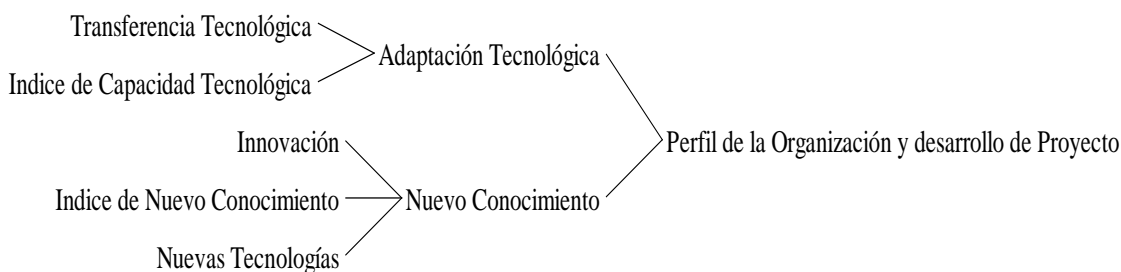 Transferencia Tecnológica
Adaptación Tecnológica
Indice de Capacidad Tecnológica
Innovación
Perfil de la Organización y desarrollo de Proyecto
Indice de Nuevo Conocimiento
Nuevo Conocimiento
Nuevas Tecnologías